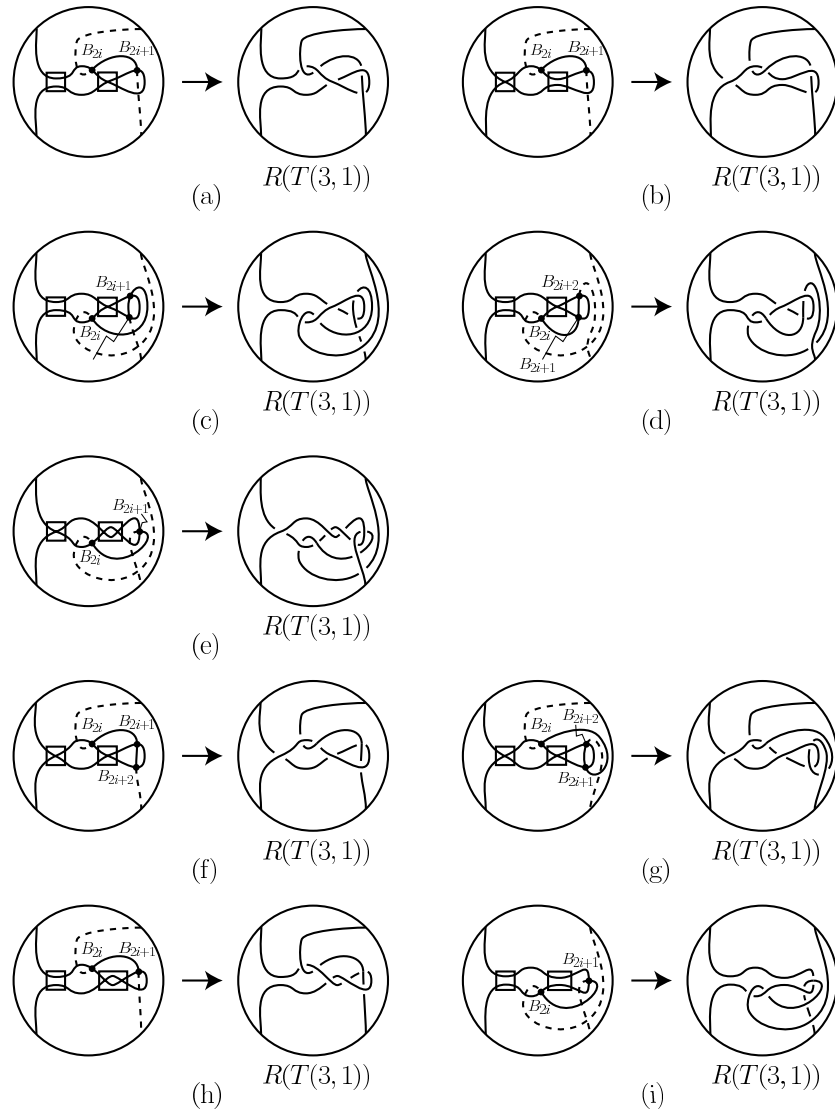 B_{2i} B_{2i+1} B_{2i} B_{2i+1}
R(T(3, 1)) R(T(3, 1))
(a) (b)
B_{2i+1} B_{2i+2}
B_{2i} B_{2i}
B_{2i+1}
R(T(3, 1)) R(T(3, 1))
(c) (d)
B_{2i+1}
B_{2i}
R(T(3, 1))
(e)
B_{2i} B_{2i+1} B_{2i} B_{2i+2}
B_{2i+2} B_{2i+1}
R(T(3, 1)) R(T(3, 1))
(f) (g)
B_{2i} B_{2i+1} B_{2i+1}
B_{2i}
R(T(3, 1)) R(T(3, 1))
(h) (i)